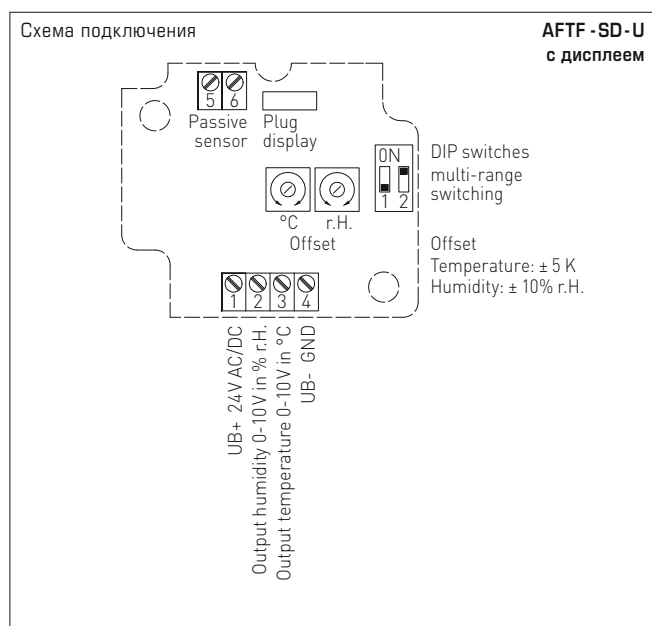 Схема подключения
AFTF - SD - U
с дисплеем
5 6
Passive
sensor
Plug
display
ON
1 2
DIP switches
multi-range
switching
°C
r.H.
Offset
Offset
Temperature: ± 5 K
Humidity: ± 10% r.H.
1 2 3 4
UB+ 24V AC/DC
Output humidity 0-10V in % r.H.
Output temperature 0-10V in °C
UB- GND